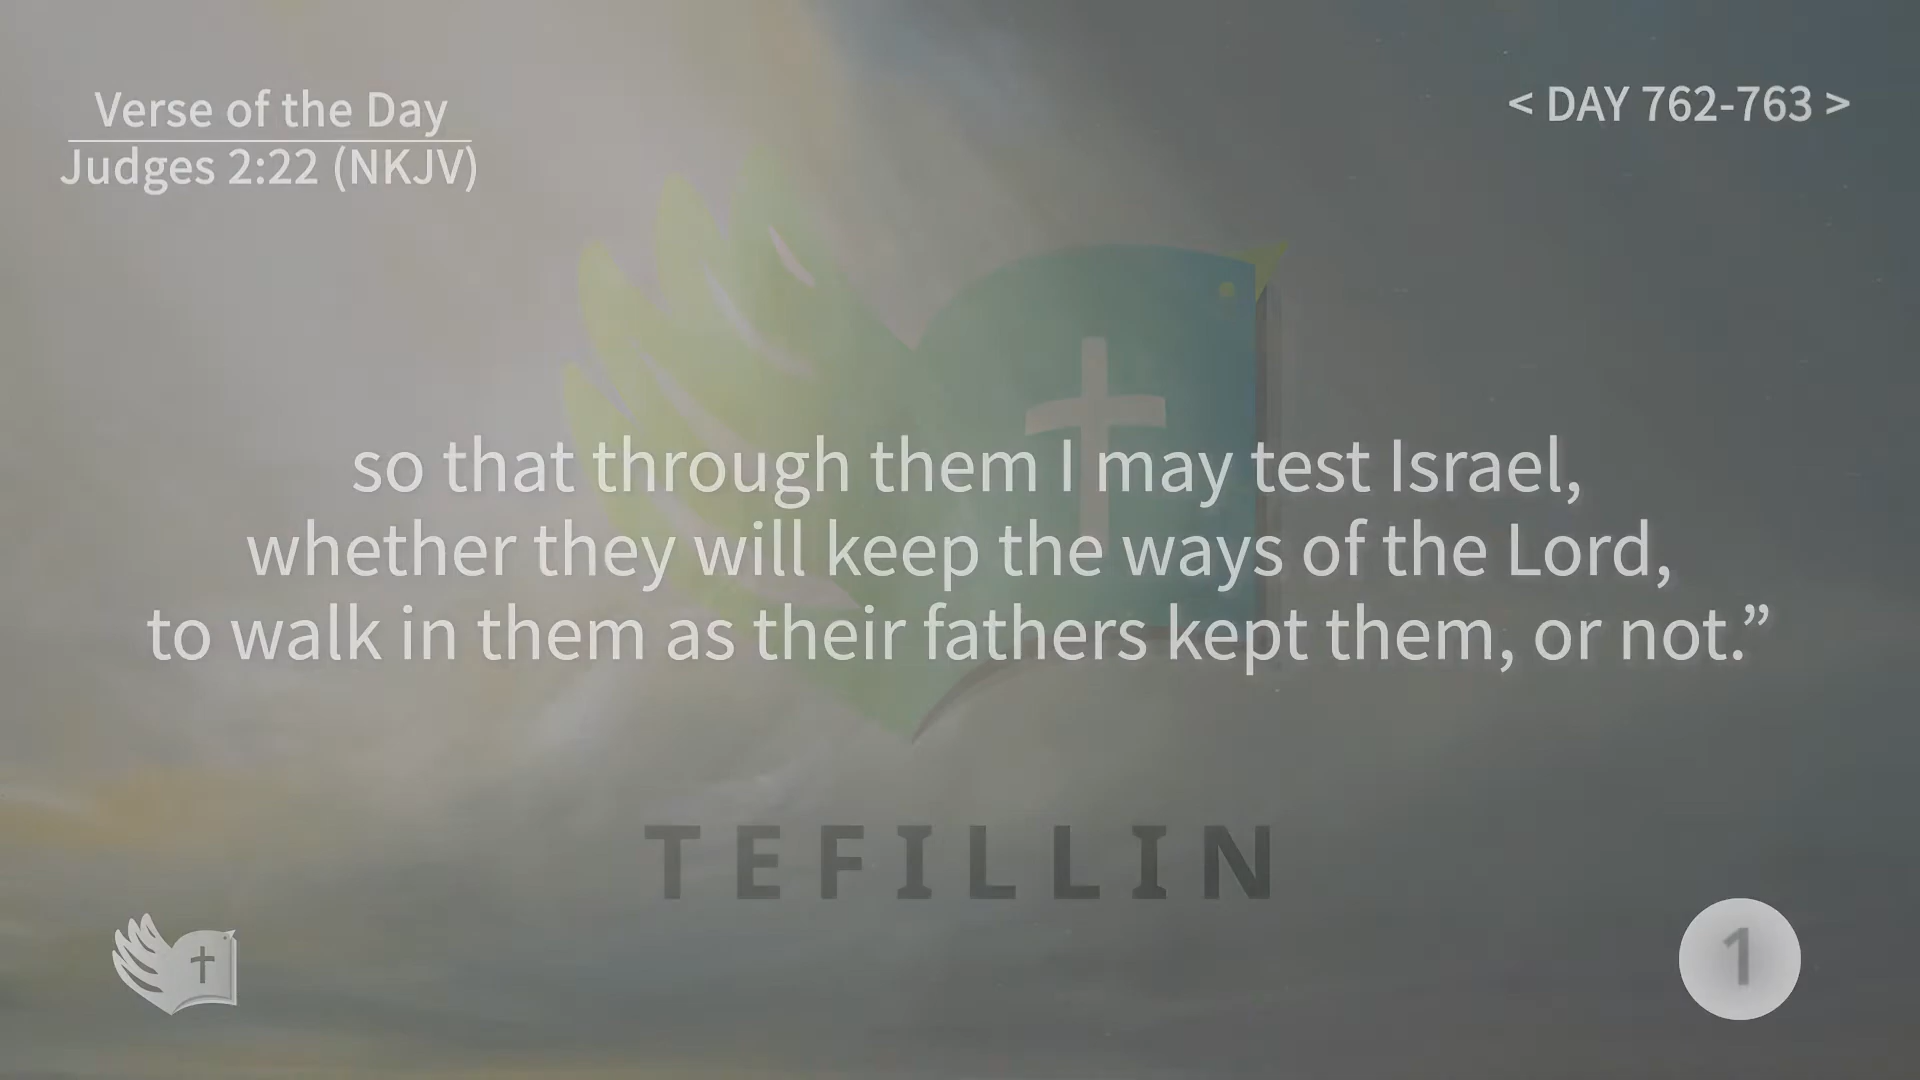 Verse of the Day
Judges 2:22 (NKJV)
< DAY 762-763 >
so that through them I may test Israel,
whether they will keep the ways of the Lord,
to walk in them as their fathers kept them, or not.”
TEFILLIN
1